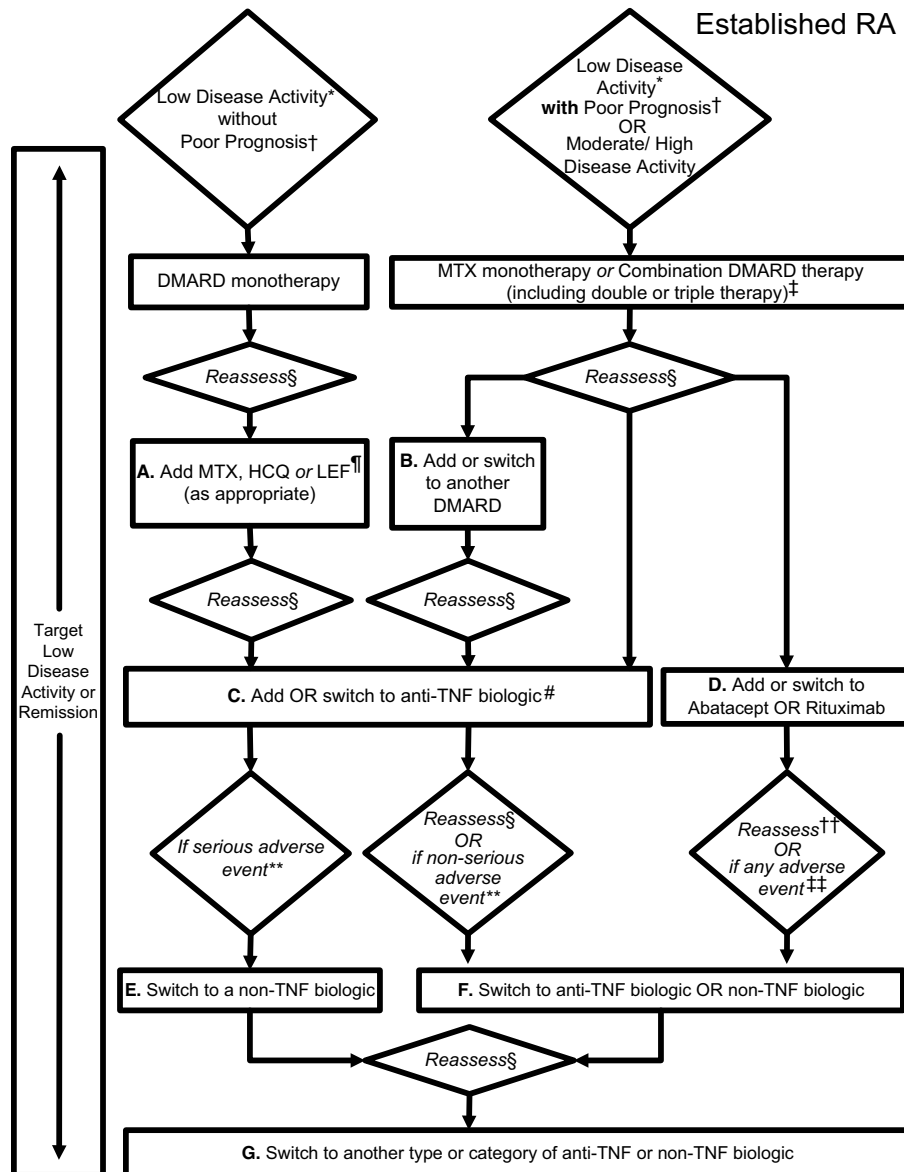 Established RA
Low Disease Activity*
without
Poor Prognosis†
Low Disease
Activity*
with Poor Prognosis†
OR
Moderate/ High
Disease Activity
DMARD monotherapy
MTX monotherapy or Combination DMARD therapy
(including double or triple therapy)‡
Reassess§
Reassess§
A. Add MTX, HCQ or LEF¶
(as appropriate)
B. Add or switch
to another
DMARD
Reassess§
Reassess§
Target
Low
Disease
Activity or
Remission
C. Add OR switch to anti-TNF biologic#
D. Add or switch to
Abatacept OR Rituximab
If serious adverse
event**
Reassess§
OR
if non-serious
adverse
event**
Reassess††
OR
if any adverse
event‡‡
E. Switch to a non-TNF biologic
F. Switch to anti-TNF biologic OR non-TNF biologic
Reassess§
G. Switch to another type or category of anti-TNF or non-TNF biologic